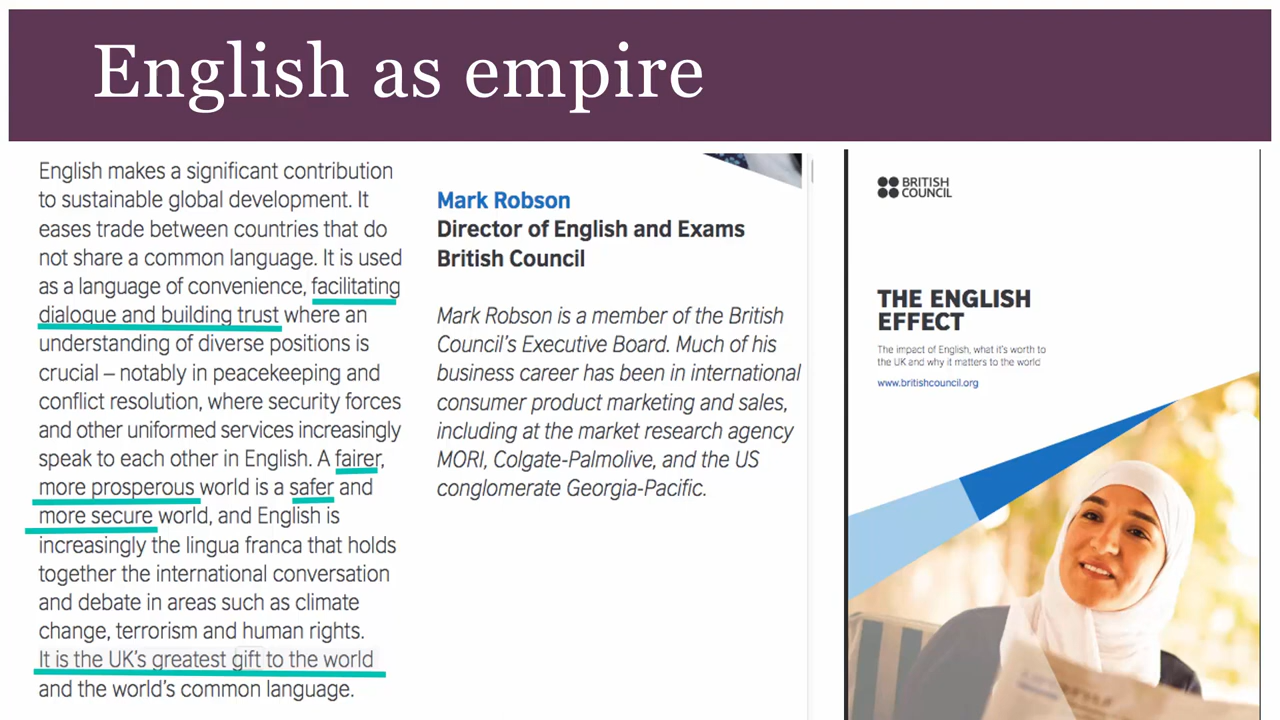 English as empire
English makes a significant contribution
to sustainable global development. It
eases trade between countries that do
not share a common language. It is used
as a language of convenience, facilitating
dialogue and building trust where an
understanding of diverse positions is
crucial – notably in peacekeeping and
conflict resolution, where security forces
and other uniformed services increasingly
speak to each other in English. A fairer,
more prosperous world is a safer and
more secure world, and English is
increasingly the lingua franca that holds
together the international conversation
and debate in areas such as climate
change, terrorism and human rights.
It is the UK's greatest gift to the world
and the world's common language.
Mark Robson
Director of English and Exams
British Council
Mark Robson is a member of the British
Council's Executive Board. Much of his
business career has been in international
consumer product marketing and sales,
including at the market research agency
MORI, Colgate-Palmolive, and the US
conglomerate Georgia-Pacific.
BRITISH
COUNCIL
THE ENGLISH
EFFECT
The impact of English, what it's worth to
the UK and why it matters to the world
www.britishcouncil.org